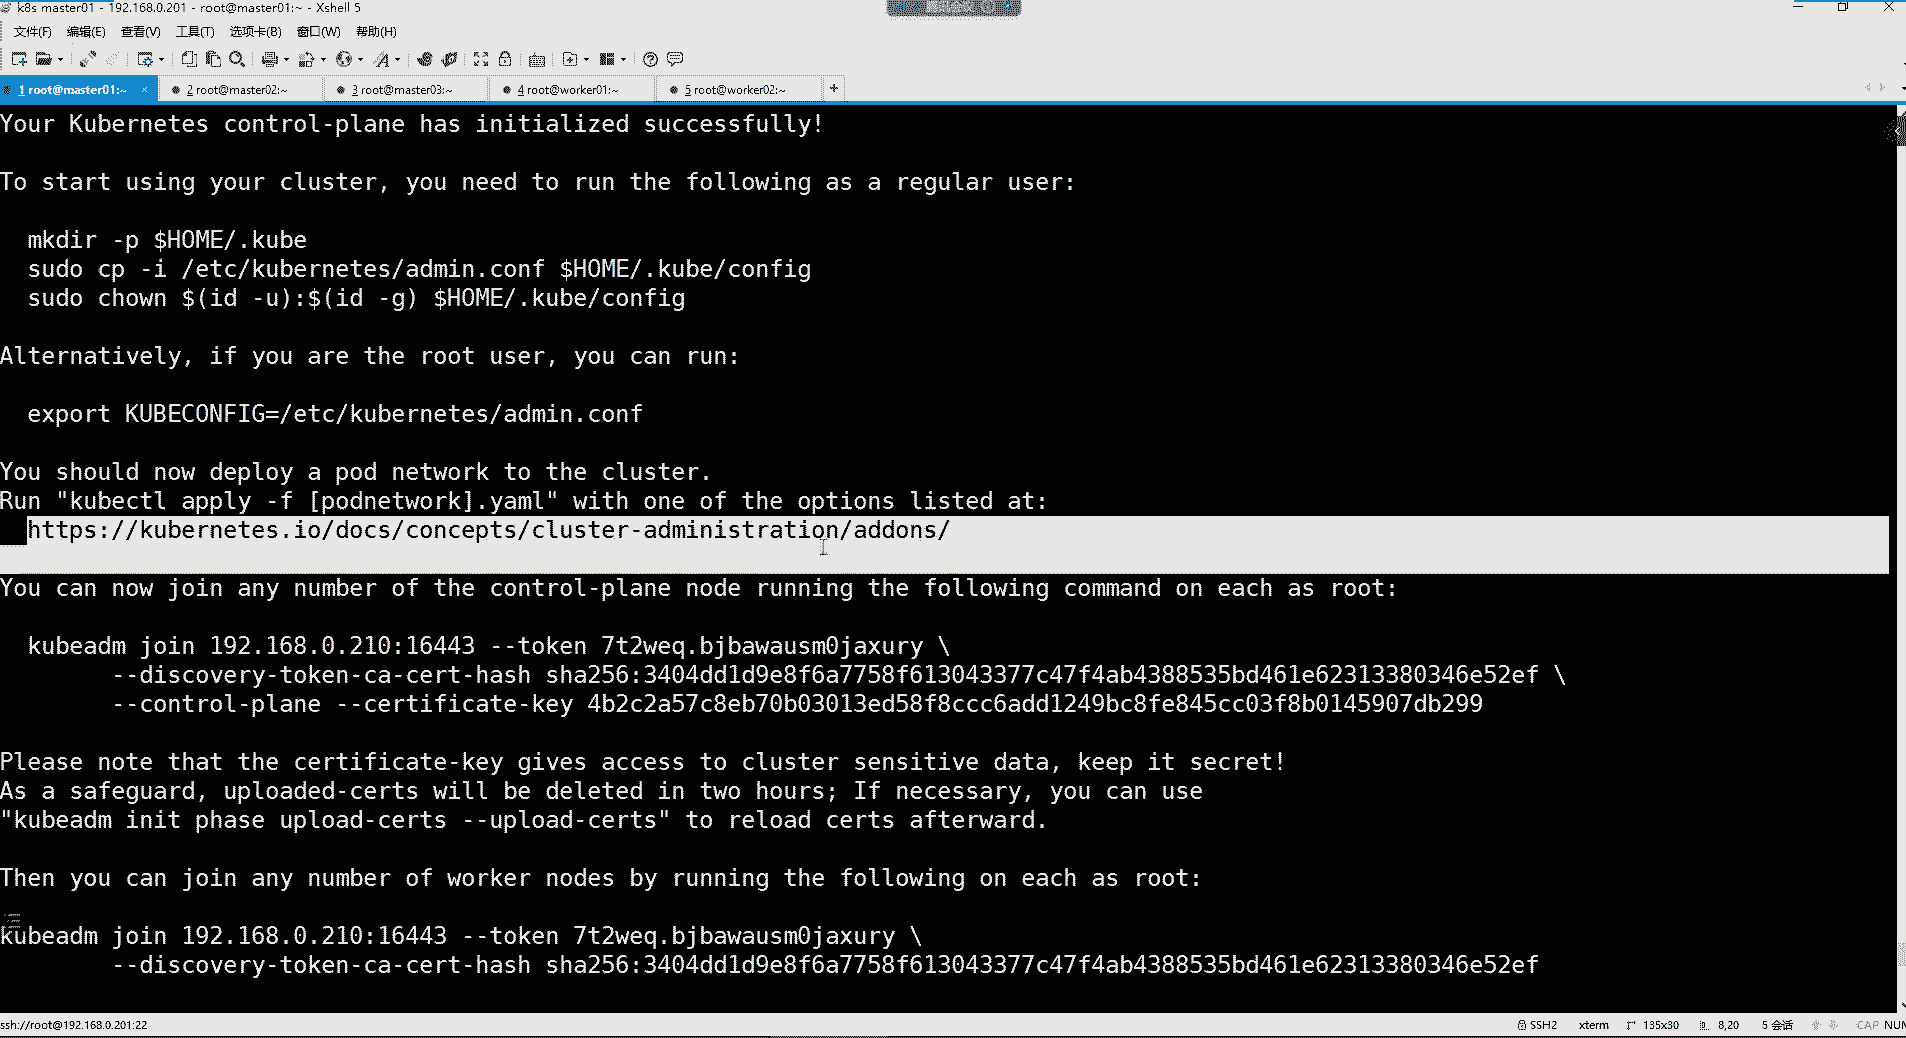 k8s master01 - 192.168.0.201 - root@master01:~ - Xshell 5
文件(F) 编辑(E) 查看(V) 工具(T) 选项卡(B) 窗口(W) 帮助(H)
1 root@master01:~ × 2 root@master02:~ 3 root@master03:~ 4 root@worker01:~ 5 root@worker02:~ +
Your Kubernetes control-plane has initialized successfully!
To start using your cluster, you need to run the following as a regular user:
mkdir -p $HOME/.kube
sudo cp -i /etc/kubernetes/admin.conf $HOME/.kube/config
sudo chown $(id -u):$(id -g) $HOME/.kube/config
Alternatively, if you are the root user, you can run:
export KUBECONFIG=/etc/kubernetes/admin.conf
You should now deploy a pod network to the cluster.
Run "kubectl apply -f [podnetwork].yaml" with one of the options listed at:
https://kubernetes.io/docs/concepts/cluster-administration/addons/
You can now join any number of the control-plane node running the following command on each as root:
kubeadm join 192.168.0.210:16443 --token 7t2weq.bjbawausm0jaxury \
--discovery-token-ca-cert-hash sha256:3404dd1d9e8f6a7758f613043377c47f4ab4388535bd461e62313380346e52ef \
--control-plane --certificate-key 4b2c2a57c8eb70b03013ed58f8ccc6add1249bc8fe845cc03f8b0145907db299
Please note that the certificate-key gives access to cluster sensitive data, keep it secret!
As a safeguard, uploaded-certs will be deleted in two hours; If necessary, you can use
"kubeadm init phase upload-certs --upload-certs" to reload certs afterward.
Then you can join any number of worker nodes by running the following on each as root:
kubeadm join 192.168.0.210:16443 --token 7t2weq.bjbawausm0jaxury \
--discovery-token-ca-cert-hash sha256:3404dd1d9e8f6a7758f613043377c47f4ab4388535bd461e62313380346e52ef
ssh://root@192.168.0.201:22 SSH2 xterm 135x30 8,20 5 会话 CAP NUM